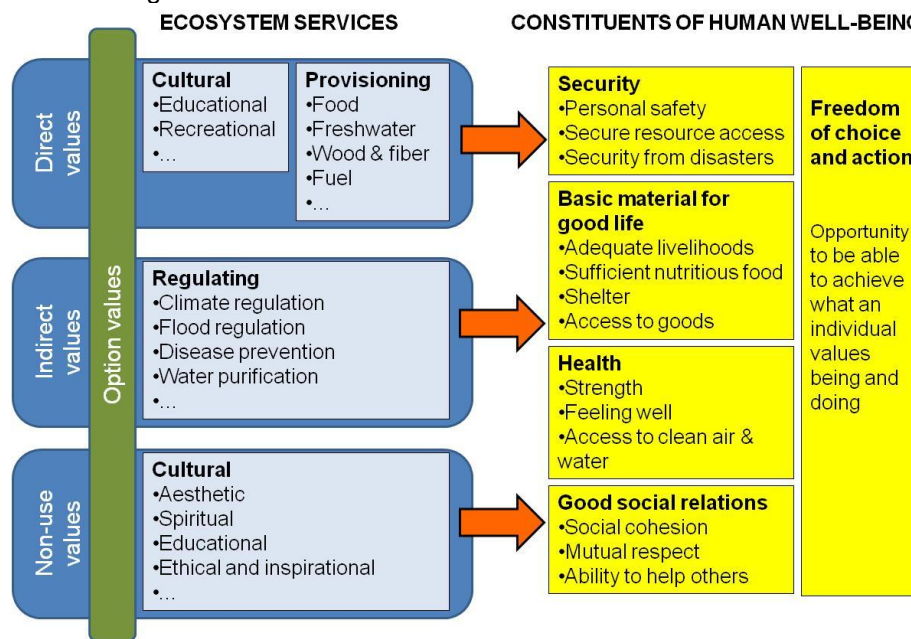 ECOSYSTEM SERVICES
CONSTITUENTS OF HUMAN WELL-BEING
Option values
Direct
values
Cultural
•Educational
•Recreational
•...
Provisioning
•Food
•Freshwater
•Wood & fiber
•Fuel
•...
Indirect
values
Regulating
•Climate regulation
•Flood regulation
•Disease prevention
•Water purification
•...
Non-use
values
Cultural
•Aesthetic
•Spiritual
•Educational
•Ethical and inspirational
•...
Security
•Personal safety
•Secure resource access
•Security from disasters
Basic material for
good life
•Adequate livelihoods
•Sufficient nutritious food
•Shelter
•Access to goods
Health
•Strength
•Feeling well
•Access to clean air &
water
Good social relations
•Social cohesion
•Mutual respect
•Ability to help others
Freedom
of choice
and action
Opportunity
to be able
to achieve
what an
individual
values
being and
doing